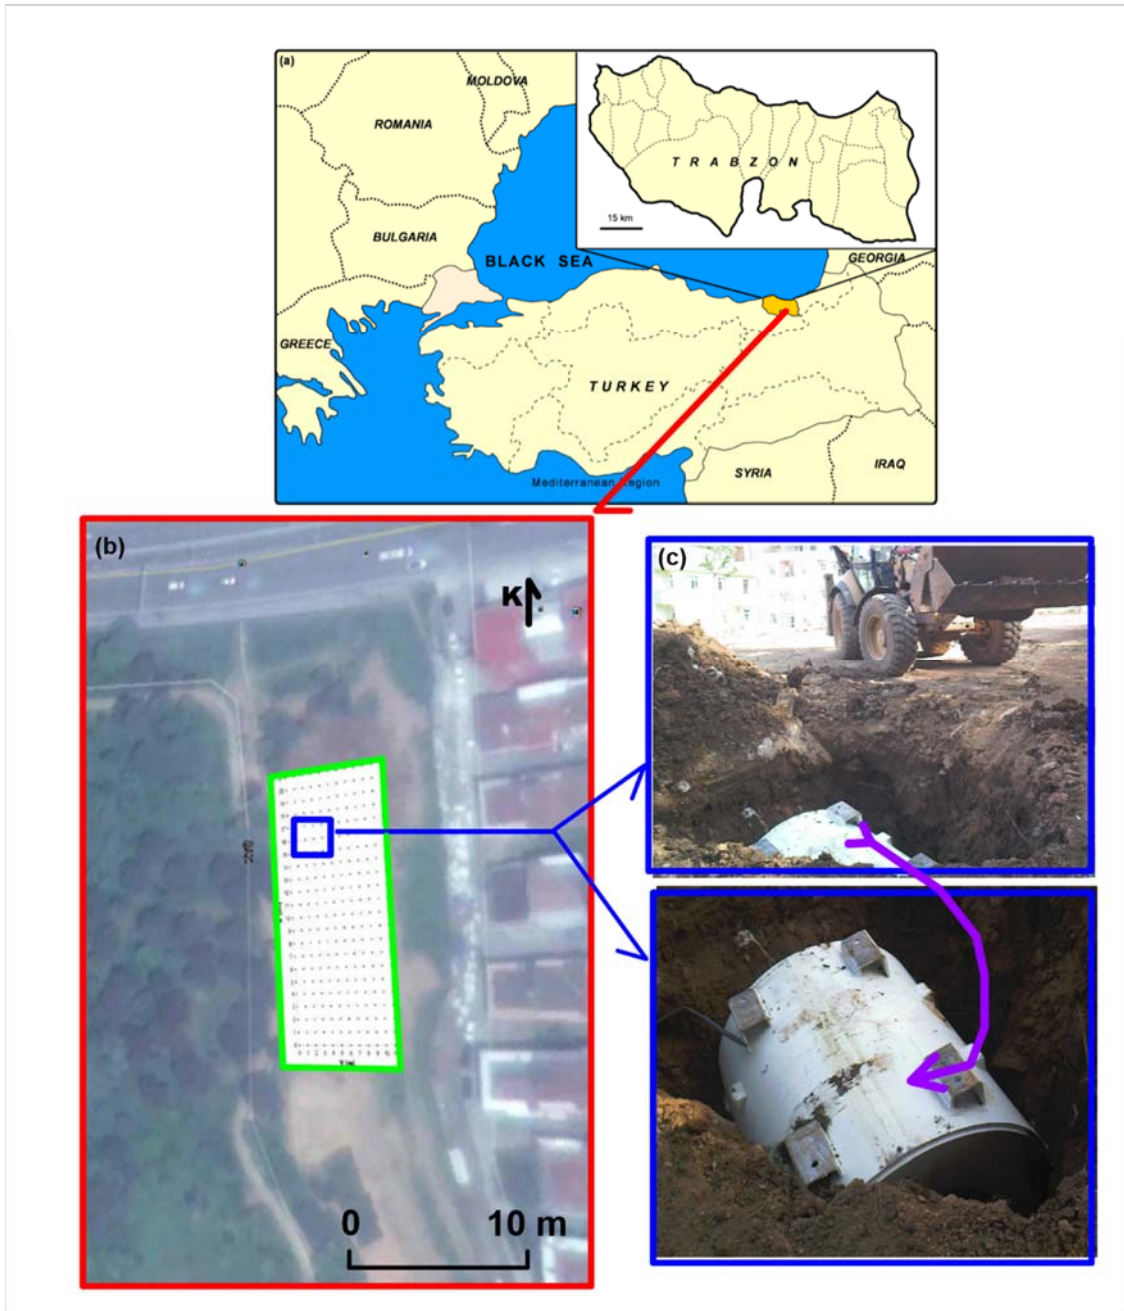 (a)
MOLDOVA
ROMANIA
T R A B Z O N
15 km
BULGARIA
BLACK SEA
GEORGIA
GREECE
TURKEY
SYRIA
IRAQ
Mediterranean Region
(b)
K
0 10 m
(c)